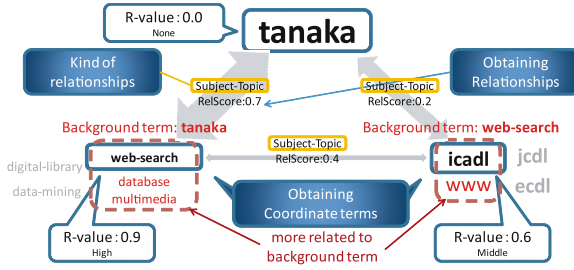 R-value : 0.0
None
tanaka
Kind of
relationships
Obtaining
Relationships
Subject-Topic
RelScore:0.7
Subject-Topic
RelScore:0.2
Background term: tanaka
Background term: web-search
Subject-Topic
RelScore:0.4
web-search
icadl
jcdl
digital-library
data-mining
database
multimedia
www
ecdl
Obtaining
Coordinate terms
R-value : 0.9
High
more related to
background term
R-value : 0.6
Middle